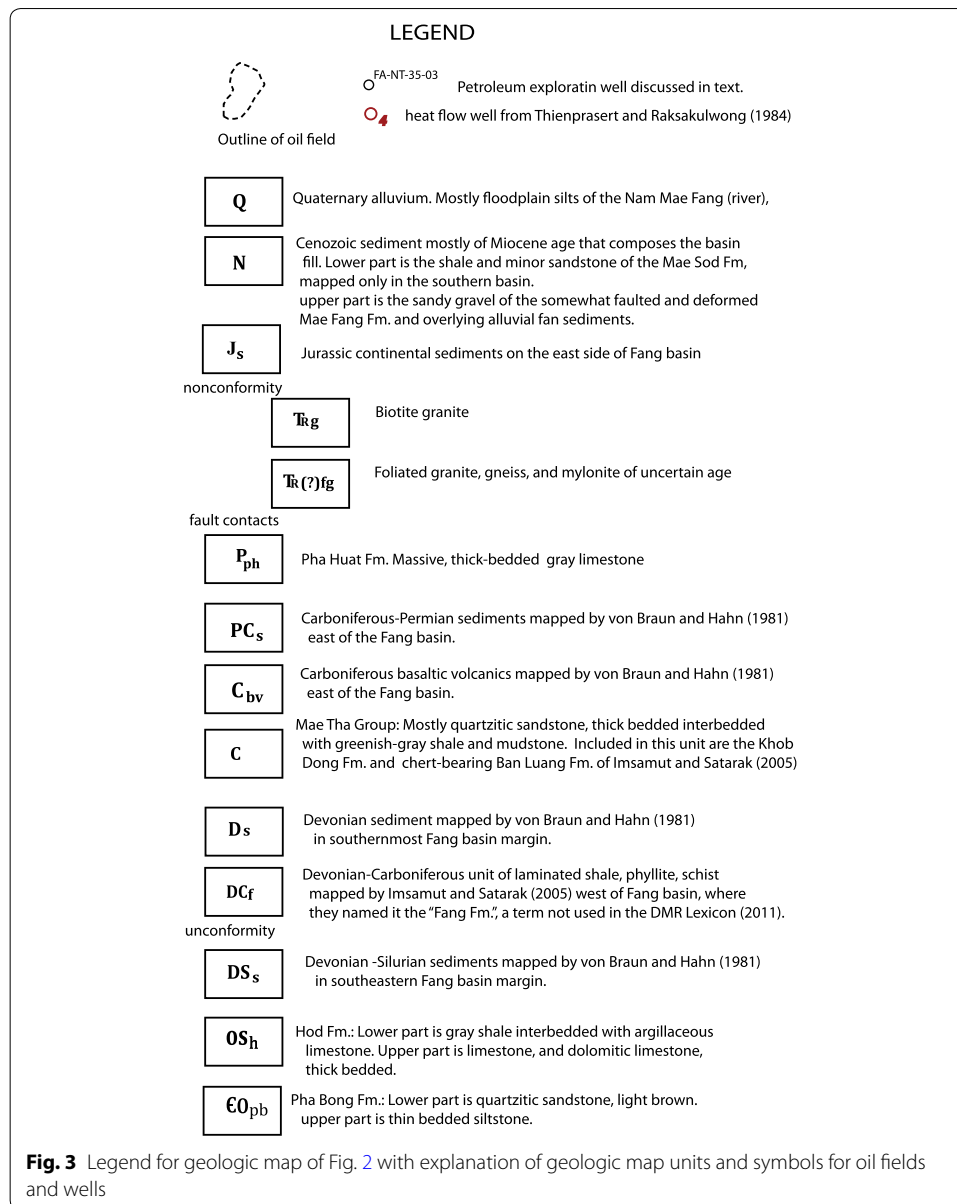 LEGEND
FA-NT-35-03
Petroleum exploratin well discussed in text.
4 heat flow well from Thienprasert and Raksakulwong (1984)
Outline of oil field
Q Quaternary alluvium. Mostly floodplain silts of the Nam Mae Fang (river),
N Cenozoic sediment mostly of Miocene age that composes the basin
fill. Lower part is the shale and minor sandstone of the Mae Sod Fm,
mapped only in the southern basin.
upper part is the sandy gravel of the somewhat faulted and deformed
Mae Fang Fm. and overlying alluvial fan sediments.
Js Jurassic continental sediments on the east side of Fang basin
nonconformity
TRg Biotite granite
TR(?)fg Foliated granite, gneiss, and mylonite of uncertain age
fault contacts
Pph Pha Huat Fm. Massive, thick-bedded gray limestone
PCs Carboniferous-Permian sediments mapped by von Braun and Hahn (1981)
east of the Fang basin.
Cbv Carboniferous basaltic volcanics mapped by von Braun and Hahn (1981)
east of the Fang basin.
C Mae Tha Group: Mostly quartzitic sandstone, thick bedded interbedded
with greenish-gray shale and mudstone. Included in this unit are the Khob
Dong Fm. and chert-bearing Ban Luang Fm. of Imsamut and Satarak (2005)
Ds Devonian sediment mapped by von Braun and Hahn (1981)
in southernmost Fang basin margin.
DCf Devonian-Carboniferous unit of laminated shale, phyllite, schist
mapped by Imsamut and Satarak (2005) west of Fang basin, where
they named it the “Fang Fm.”, a term not used in the DMR Lexicon (2011).
unconformity
DSs Devonian -Silurian sediments mapped by von Braun and Hahn (1981)
in southeastern Fang basin margin.
OSh Hod Fm.: Lower part is gray shale interbedded with argillaceous
limestone. Upper part is limestone, and dolomitic limestone,
thick bedded.
ЄOpb Pha Bong Fm.: Lower part is quartzitic sandstone, light brown.
upper part is thin bedded siltstone.
Fig. 3 Legend for geologic map of Fig. 2 with explanation of geologic map units and symbols for oil fields
and wells